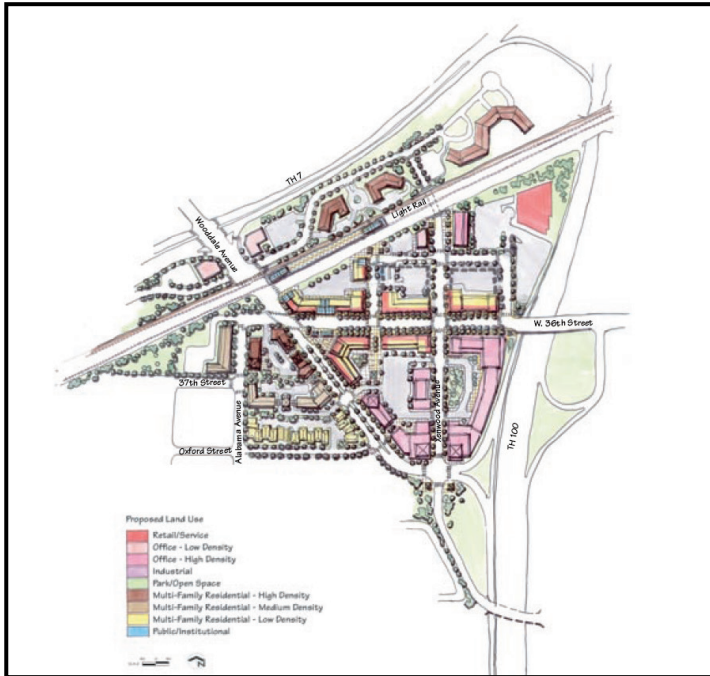 TH 7
Light Rail
Wooddale Avenue
W. 36th Street
37th Street
Alabama Avenue
Xenwood Avenue
Oxford Street
TH 100
Proposed Land Use
Retail/Service
Office - Low Density
Office - High Density
Industrial
Park/Open Space
Multi-Family Residential - High Density
Multi-Family Residential - Medium Density
Multi-Family Residential - Low Density
Public/Institutional
N